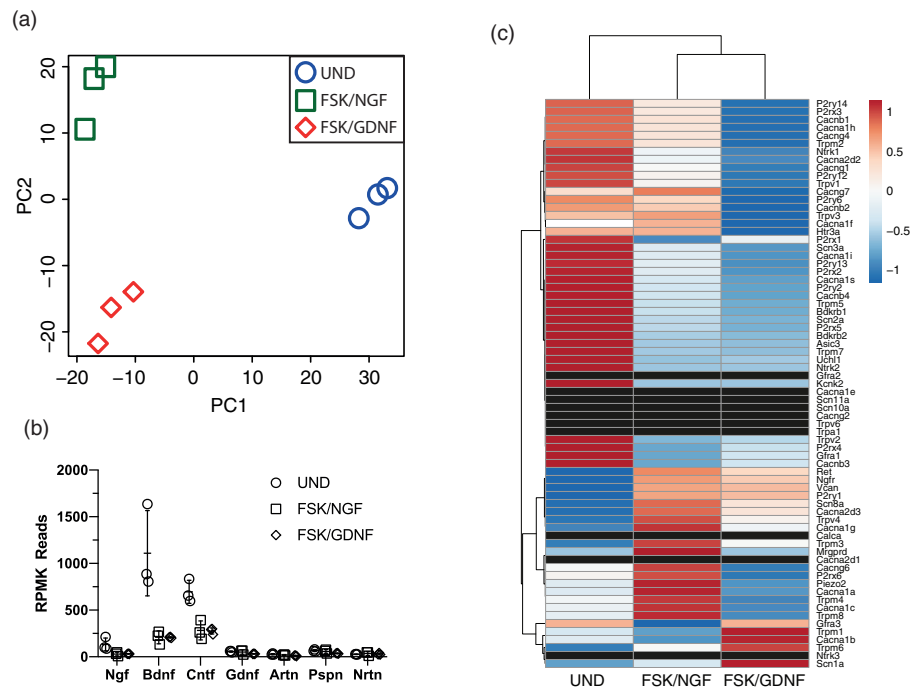 (a)
20
10
0
−10
−20
PC2
−20
−10
0
10
20
30
PC1
UND
FSK/NGF
FSK/GDNF
(b)
2000
1500
1000
500
0
RPMK Reads
UND
FSK/NGF
FSK/GDNF
Ngf
Bdnf
Cntf
Gdnf
Artn
Pspn
Nrtn
(c)
P2ry14
P2rx3
Cacnb1
Cacna1h
Cacng4
Trpm2
Ntrk1
Cacna2d2
Cacng1
P2ry12
Trpv1
Cacng7
P2ry6
Cacnb2
Trpv3
Cacna1f
Htr3a
P2rx1
Scn3a
Cacna1i
P2ry13
P2rx2
Cacna1s
P2ry2
Cacnb4
Trpm5
Bdkrb1
Scn2a
P2rx5
Bdkrb2
Asic3
Trpm7
Uchl1
Ntrk2
Gfra2
Kcnk2
Cacna1e
Scn11a
Scn10a
Cacng2
Trpv6
Trpa1
Trpv2
P2rx4
Gfra1
Cacnb3
Ret
Ngfr
Vcan
P2ry1
Scn8a
Cacna2d3
Trpv4
Cacna1g
Calca
Trpm3
Mrgprd
Cacna2d1
Cacng6
P2rx6
Piezo2
Cacna1a
Trpm4
Cacna1c
Trpm8
Gfra3
Trpm1
Cacna1b
Trpm6
Ntrk3
Scn1a
UND
FSK/NGF
FSK/GDNF
1
0.5
0
−0.5
−1